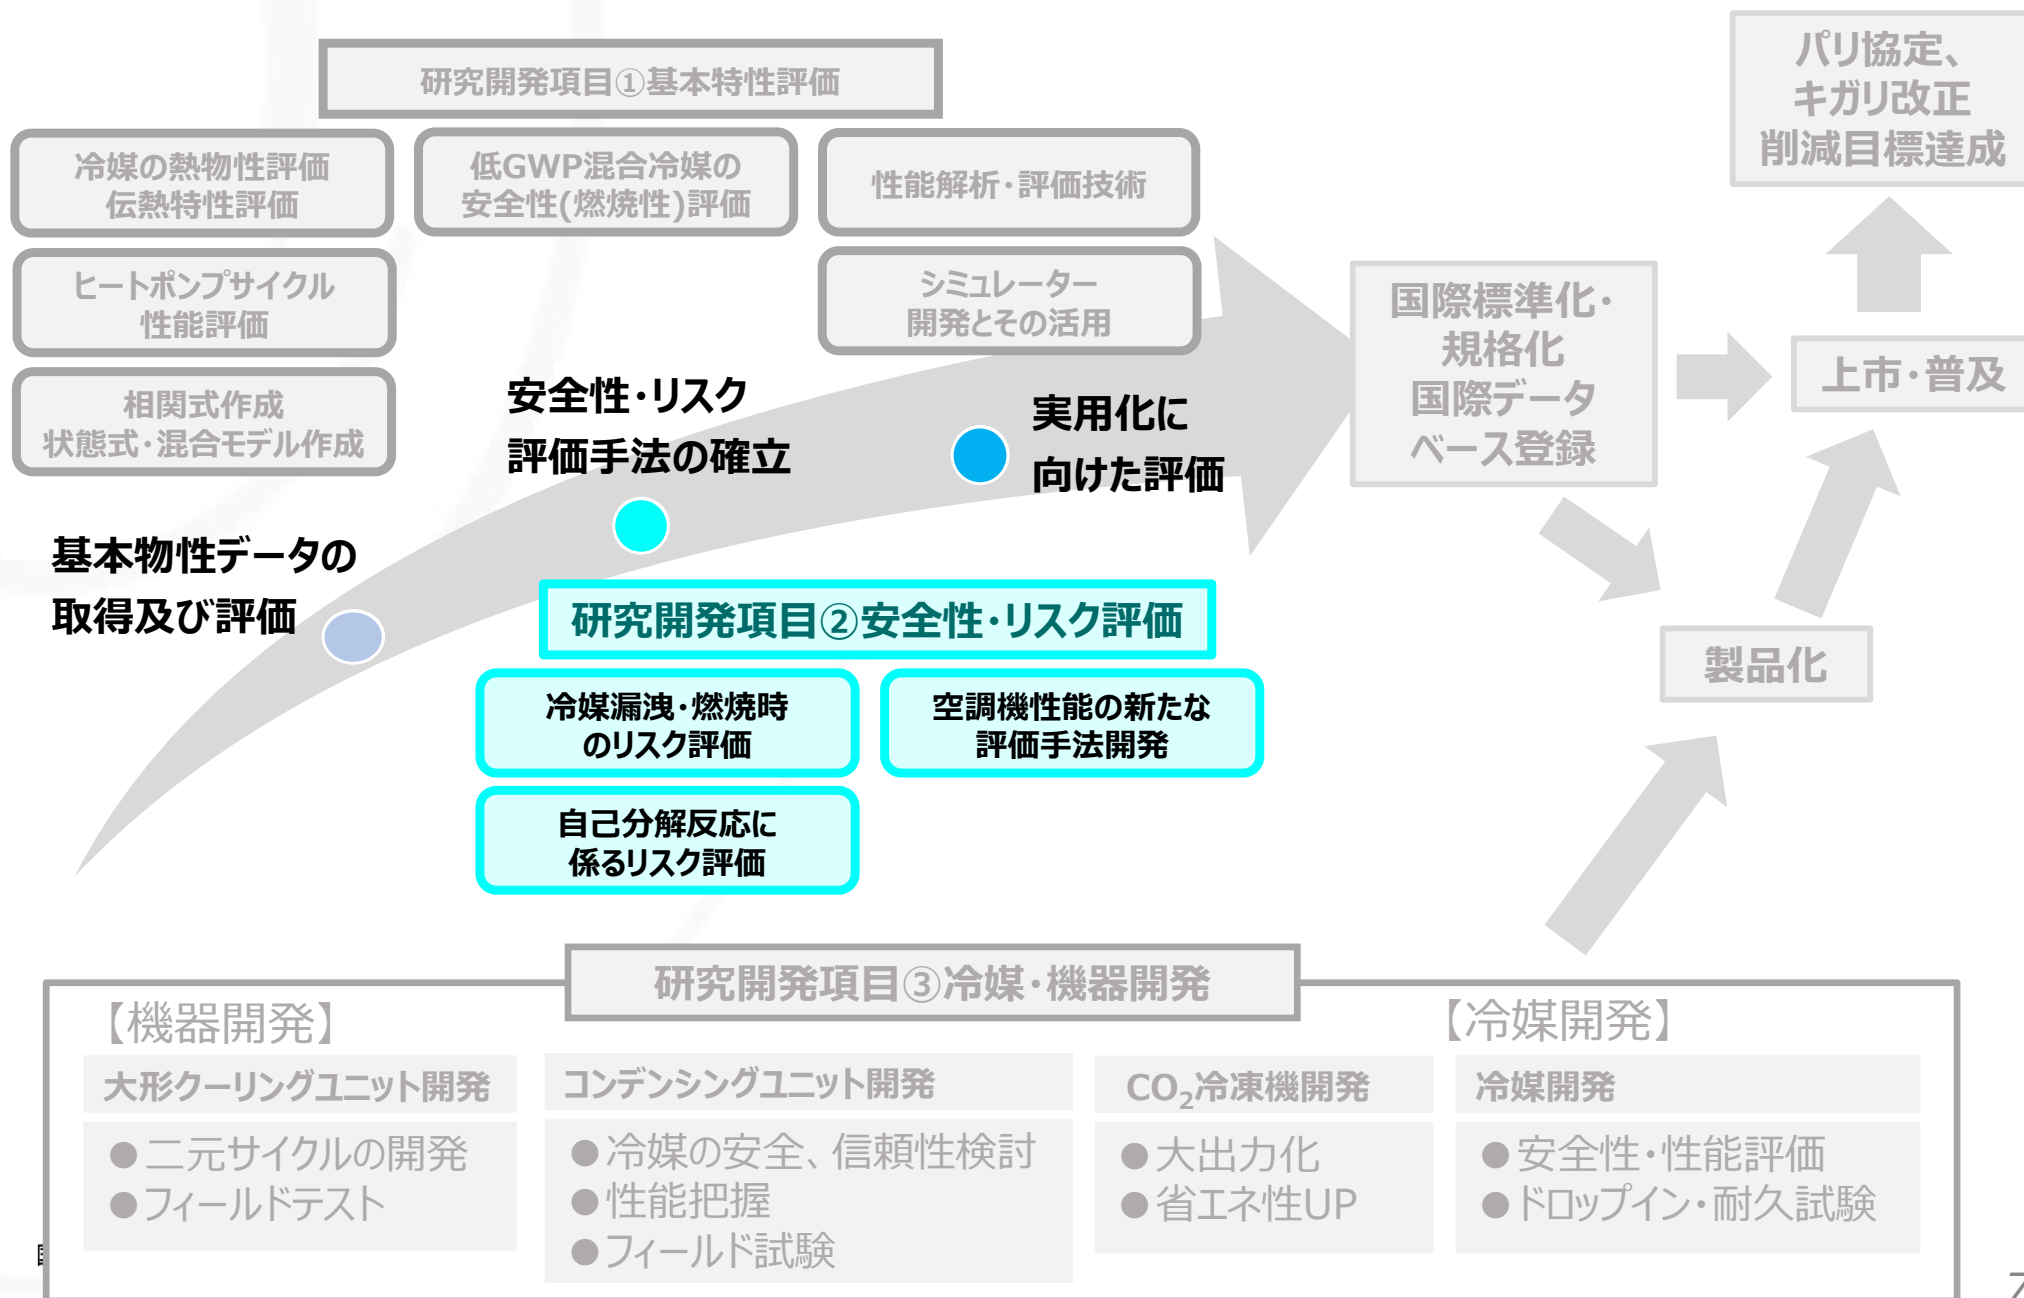 研究開発項目①基本特性評価
冷媒の熱物性評価
伝熱特性評価
低GWP混合冷媒の
安全性(燃焼性)評価
性能解析・評価技術
ヒートポンプサイクル
性能評価
シミュレーター
開発とその活用
相関式作成
状態式・混合モデル作成
基本物性データの
取得及び評価
安全性・リスク
評価手法の確立
実用化に
向けた評価
研究開発項目②安全性・リスク評価
冷媒漏洩・燃焼時
のリスク評価
空調機性能の新たな
評価手法開発
自己分解反応に
係るリスク評価
国際標準化・
規格化
国際データ
ベース登録
パリ協定、
キガリ改正
削減目標達成
上市・普及
製品化
研究開発項目③冷媒・機器開発
【機器開発】
【冷媒開発】
大形クーリングユニット開発
●二元サイクルの開発
●フィールドテスト
コンデンシングユニット開発
●冷媒の安全、信頼性検討
●性能把握
●フィールド試験
CO2冷凍機開発
●大出力化
●省エネ性UP
冷媒開発
●安全性・性能評価
●ドロップイン・耐久試験